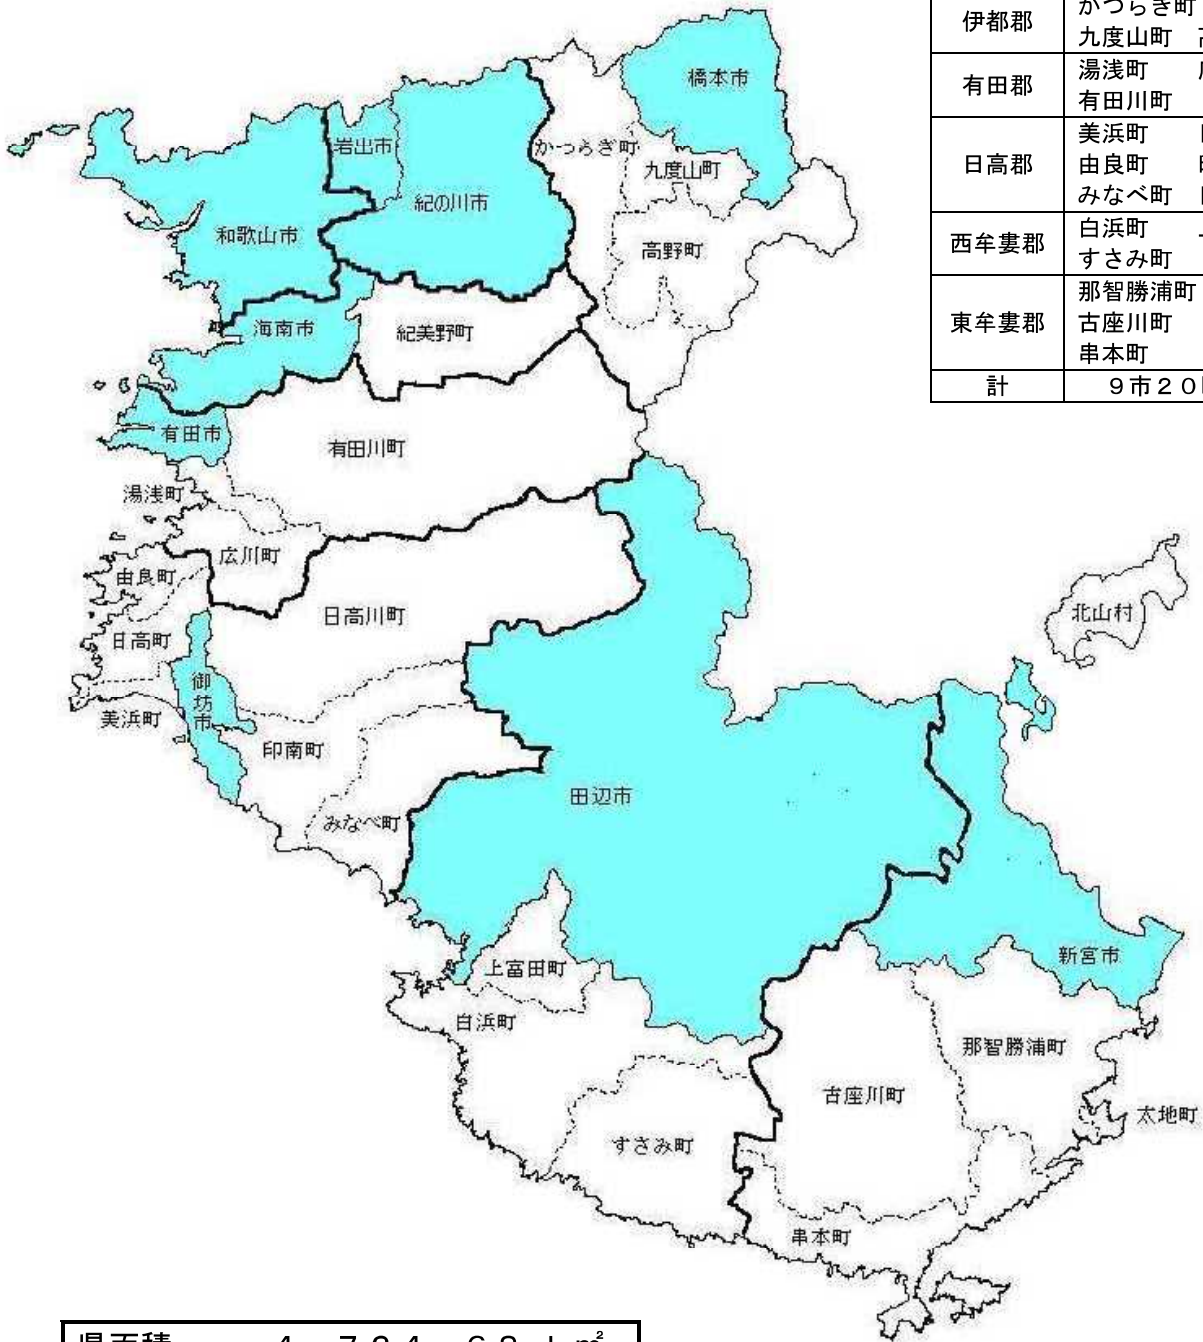 伊都郡
かつらぎ町
九度山町
有田郡
湯浅町
有田川町
日高郡
美浜町
由良町
みなべ町
西牟婁郡
白浜町
すさみ町
東牟婁郡
那智勝浦町
古座川町
串本町
計
９市２０
橋本市
岩出市
かつらぎ町
九度山町
紀の川市
和歌山市
高野町
海南市
紀美野町
有田市
有田川町
湯浅町
広川町
由良町
日高川町
北山村
日高町
御坊市
美浜町
印南町
田辺市
みなべ町
新宮市
上富田町
白浜町
那智勝浦町
古座川町
太地町
すさみ町
串本町
県面積　４，７２４．６８ｋ㎡